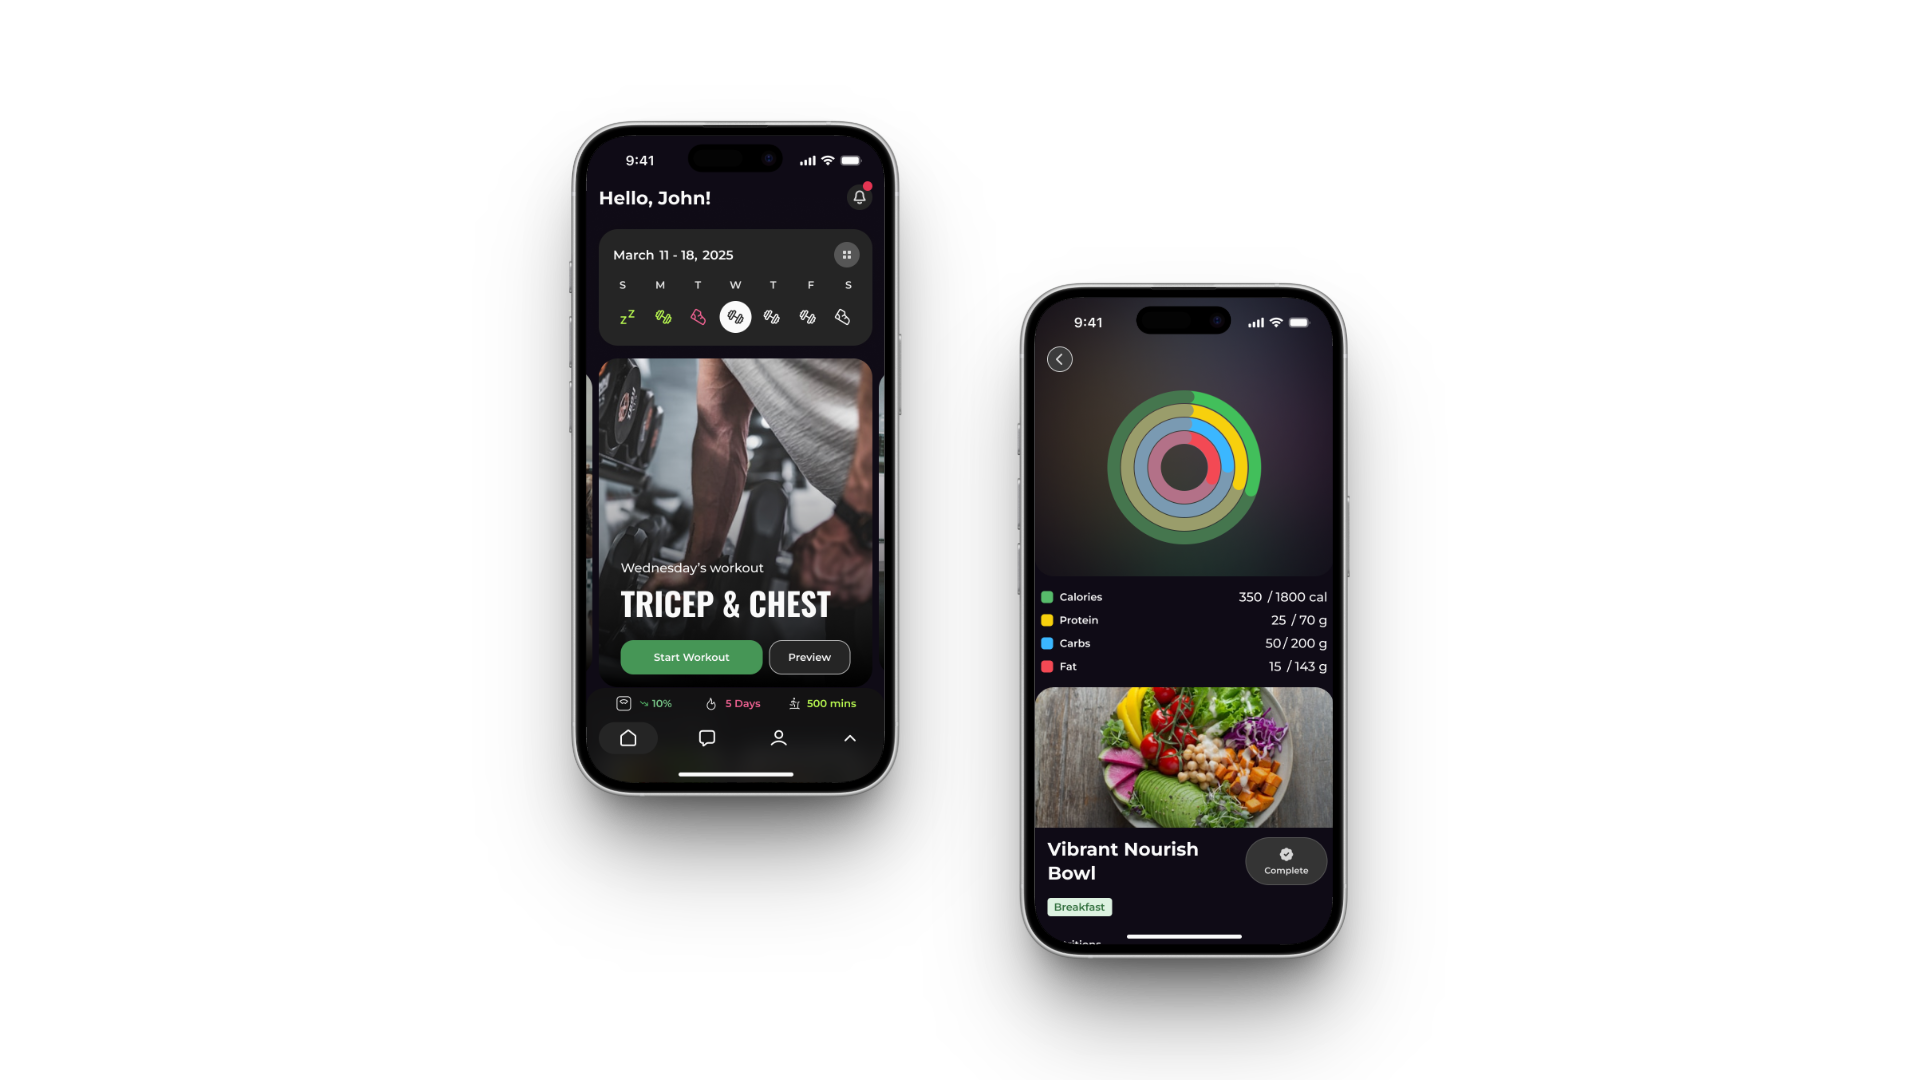 9:41
Hello, John!
March 11 - 18, 2025
S M T W T F S
zZ
Wednesday's workout
TRICEP & CHEST
Start Workout
Preview
10%
5 Days
500 mins
9:41
Calories 350 / 1800 cal
Protein 25 / 70 g
Carbs 50 / 200 g
Fat 15 / 143 g
Vibrant Nourish
Bowl
Complete
Breakfast